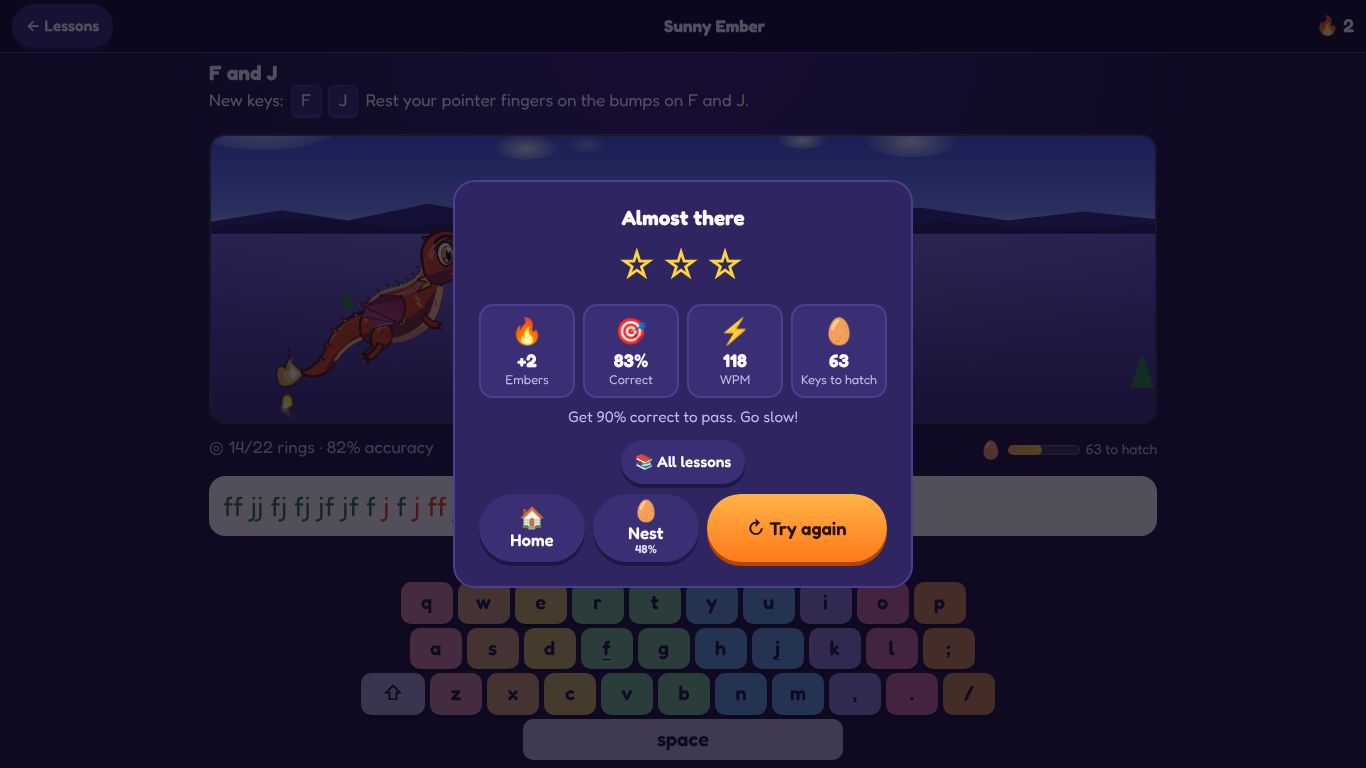 ← Lessons
Sunny Ember
2
F and J
New keys: F J Rest your pointer fingers on the bumps on F and J.
Almost there
+2
Embers
83%
Correct
118
WPM
63
Keys to hatch
Get 90% correct to pass. Go slow!
14/22 rings · 82% accuracy
63 to hatch
All lessons
ff jj fj fj jf jf f j f j ff
Home
Nest
48%
↻ Try again
q w e r t y u i o p
a s d f g h j k l ;
⇧ z x c v b n m , . /
space